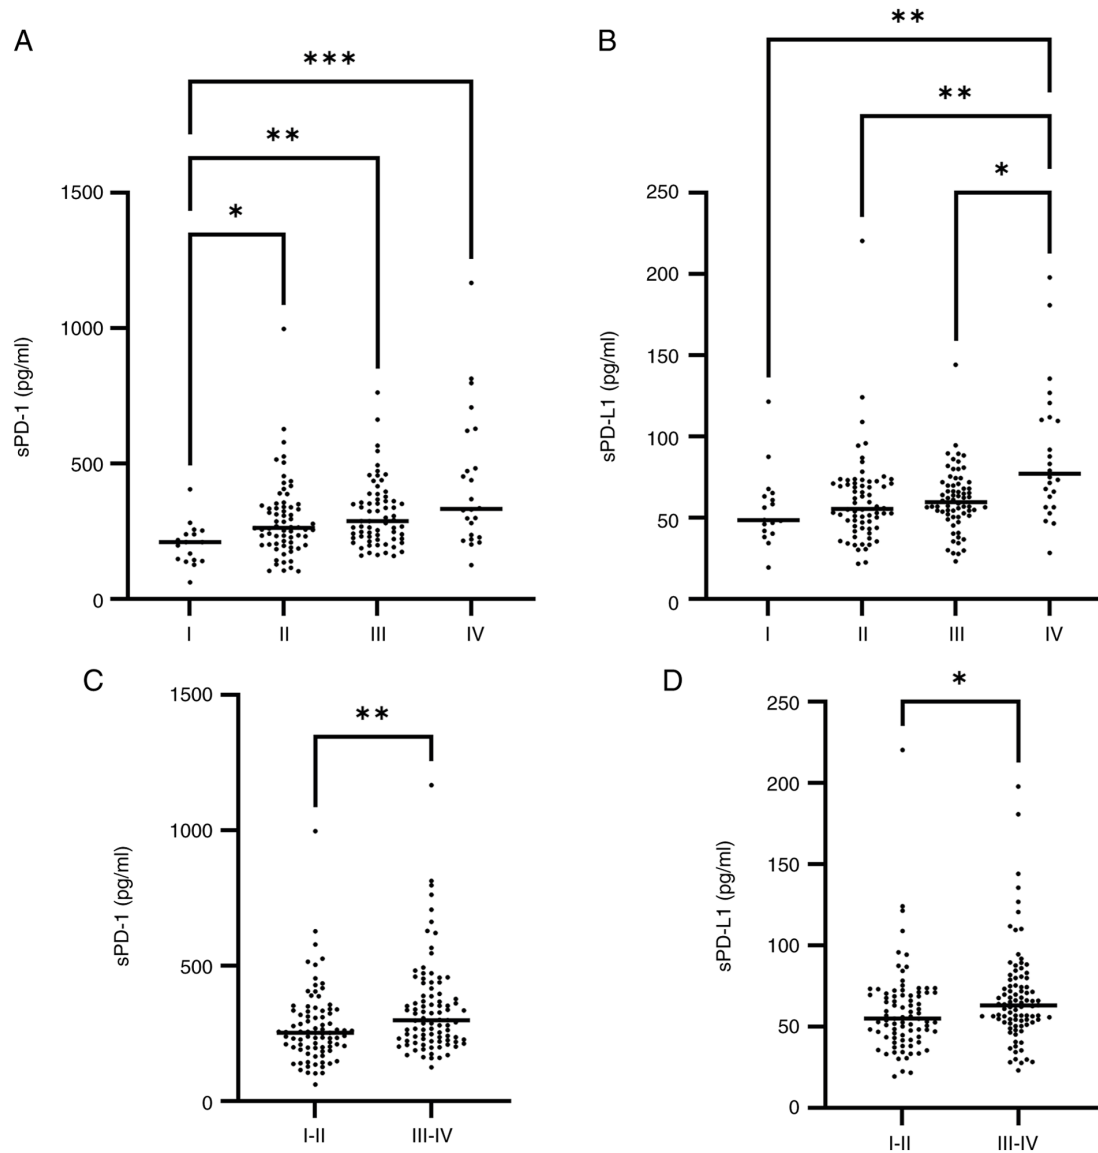 A
***
**
*
1500
1000
500
0
sPD-1 (pg/ml)
I II III IV
B
**
**
*
250
200
150
100
50
0
sPD-L1 (pg/ml)
I II III IV
C
**
1500
1000
500
0
sPD-1 (pg/ml)
I-II III-IV
D
*
250
200
150
100
50
0
sPD-L1 (pg/ml)
I-II III-IV